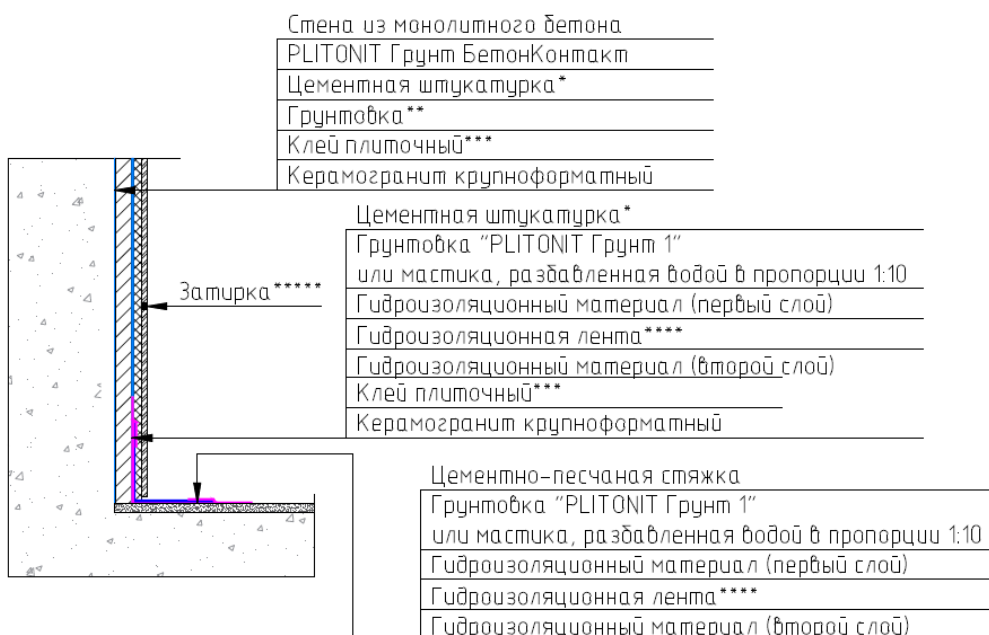 Стена из монолитного бетона
PLITONIT Грунт БетонКонтакт
Цементная штукатурка*
Грунтовка**
Клей плиточный***
Керамогранит крупноформатный
Цементная штукатурка*
Грунтовка "PLITONIT Грунт 1"
или мастика, разбавленная водой в пропорции 1:10
Затирка*****
Гидроизоляционный материал (первый слой)
Гидроизоляционная лента****
Гидроизоляционный материал (второй слой)
Клей плиточный***
Керамогранит крупноформатный
Цементно-песчаная стяжка
Грунтовка "PLITONIT Грунт 1"
или мастика, разбавленная водой в пропорции 1:10
Гидроизоляционный материал (первый слой)
Гидроизоляционная лента****
Гидроизоляционный материал (второй слой)